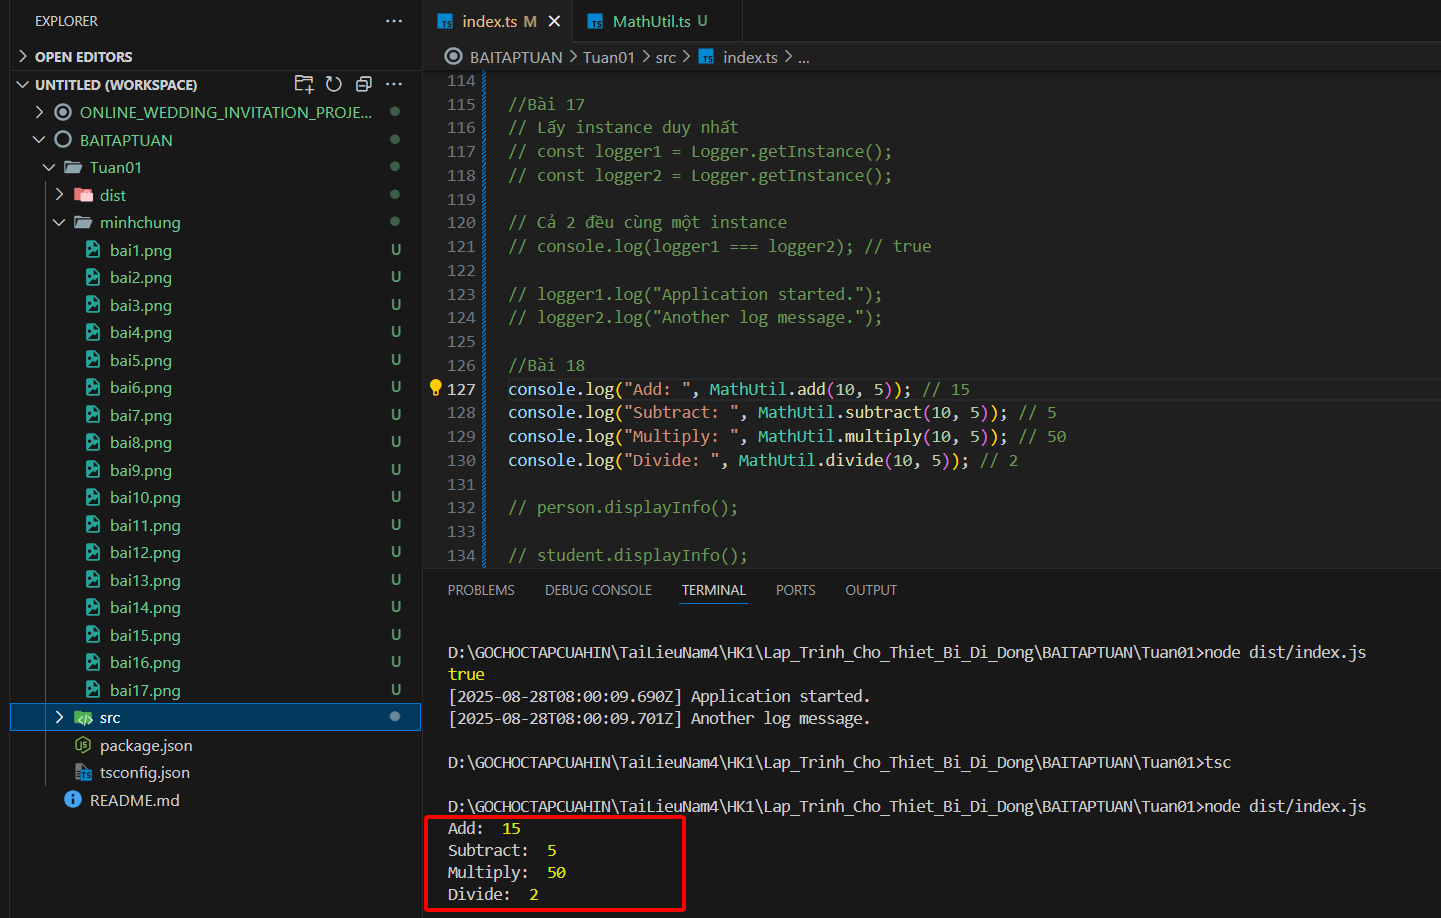 EXPLORER
···
OPEN EDITORS
UNTITLED (WORKSPACE)
···
ONLINE_WEDDING_INVITATION_PROJE...
BAITAPTUAN
Tuan01
dist
minhchung
bai1.png U
bai2.png U
bai3.png U
bai4.png U
bai5.png U
bai6.png U
bai7.png U
bai8.png U
bai9.png U
bai10.png U
bai11.png U
bai12.png U
bai13.png U
bai14.png U
bai15.png U
bai16.png U
bai17.png U
src
package.json
tsconfig.json
README.md
TS index.ts M
TS MathUtil.ts U
BAITAPTUAN > Tuan01 > src > TS index.ts > ...
114
115 //Bài 17
116 // Lấy instance duy nhất
117 // const logger1 = Logger.getInstance();
118 // const logger2 = Logger.getInstance();
119
120 // Cả 2 đều cùng một instance
121 // console.log(logger1 === logger2); // true
122
123 // logger1.log("Application started.");
124 // logger2.log("Another log message.");
125
126 //Bài 18
127 console.log("Add: ", MathUtil.add(10, 5)); // 15
128 console.log("Subtract: ", MathUtil.subtract(10, 5)); // 5
129 console.log("Multiply: ", MathUtil.multiply(10, 5)); // 50
130 console.log("Divide: ", MathUtil.divide(10, 5)); // 2
131
132 // person.displayInfo();
133
134 // student.displayInfo();
PROBLEMS DEBUG CONSOLE TERMINAL PORTS OUTPUT
D:\GOCHOCTAPCUAHIN\TaiLieuNam4\HK1\Lap_Trinh_Cho_Thiet_Bi_Di_Dong\BAITAPTUAN\Tuan01>node dist/index.js
true
[2025-08-28T08:00:09.690Z] Application started.
[2025-08-28T08:00:09.701Z] Another log message.
D:\GOCHOCTAPCUAHIN\TaiLieuNam4\HK1\Lap_Trinh_Cho_Thiet_Bi_Di_Dong\BAITAPTUAN\Tuan01>tsc
D:\GOCHOCTAPCUAHIN\TaiLieuNam4\HK1\Lap_Trinh_Cho_Thiet_Bi_Di_Dong\BAITAPTUAN\Tuan01>node dist/index.js
Add: 15
Subtract: 5
Multiply: 50
Divide: 2